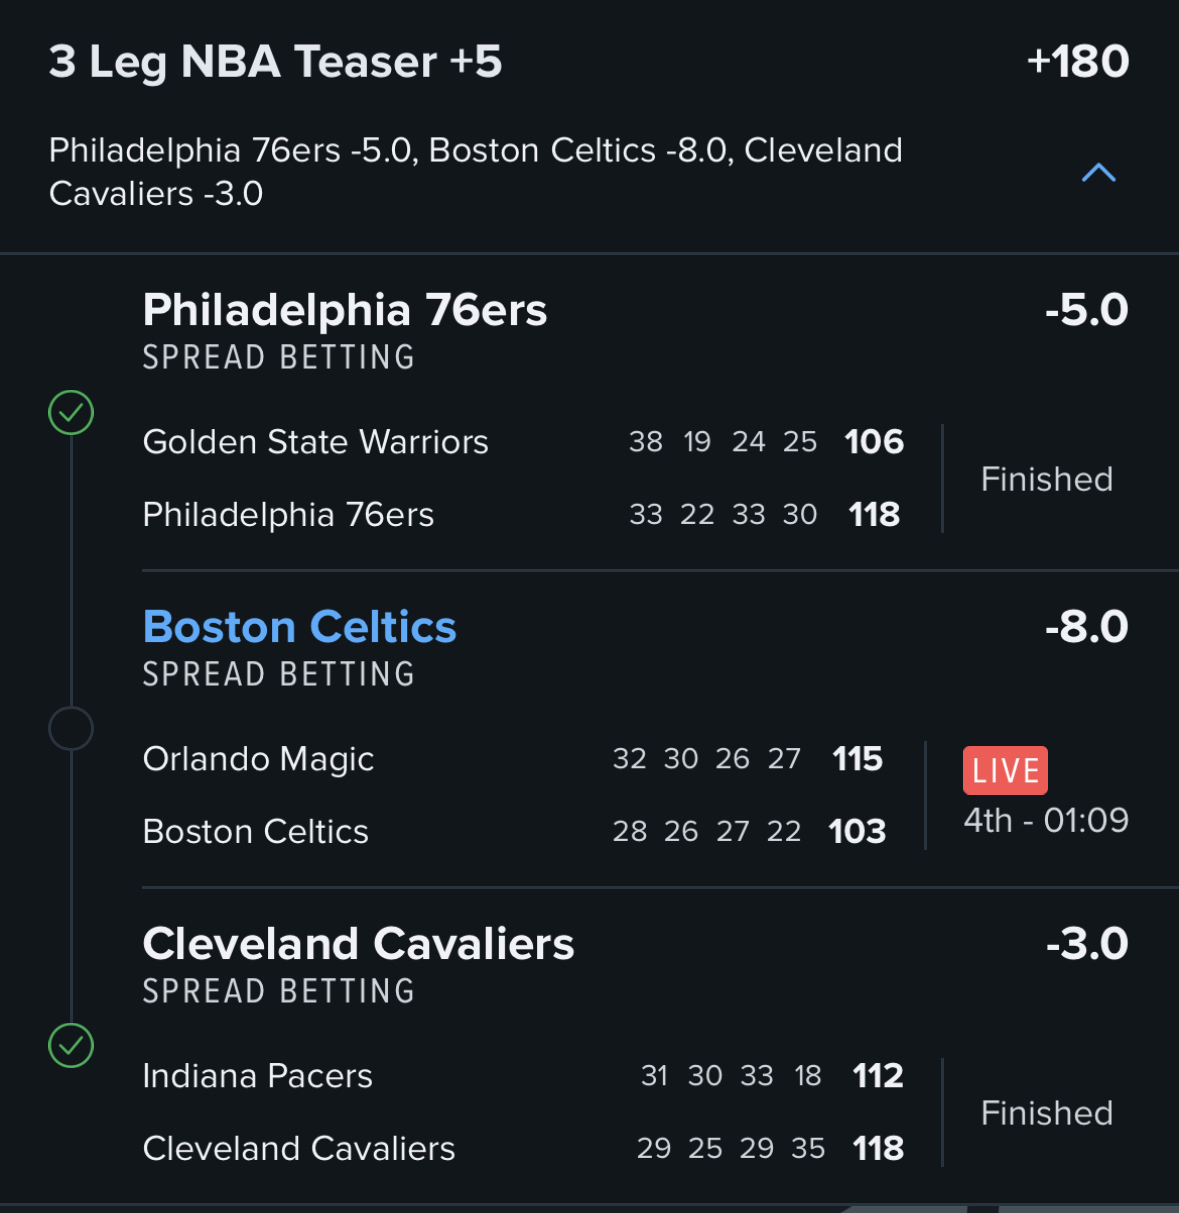 3 Leg NBA Teaser +5 +180
Philadelphia 76ers -5.0, Boston Celtics -8.0, Cleveland
Cavaliers -3.0
Philadelphia 76ers -5.0
SPREAD BETTING
Golden State Warriors 38 19 24 25 106
Finished
Philadelphia 76ers 33 22 33 30 118
Boston Celtics -8.0
SPREAD BETTING
Orlando Magic 32 30 26 27 115
LIVE
4th - 01:09
Boston Celtics 28 26 27 22 103
Cleveland Cavaliers -3.0
SPREAD BETTING
Indiana Pacers 31 30 33 18 112
Finished
Cleveland Cavaliers 29 25 29 35 118